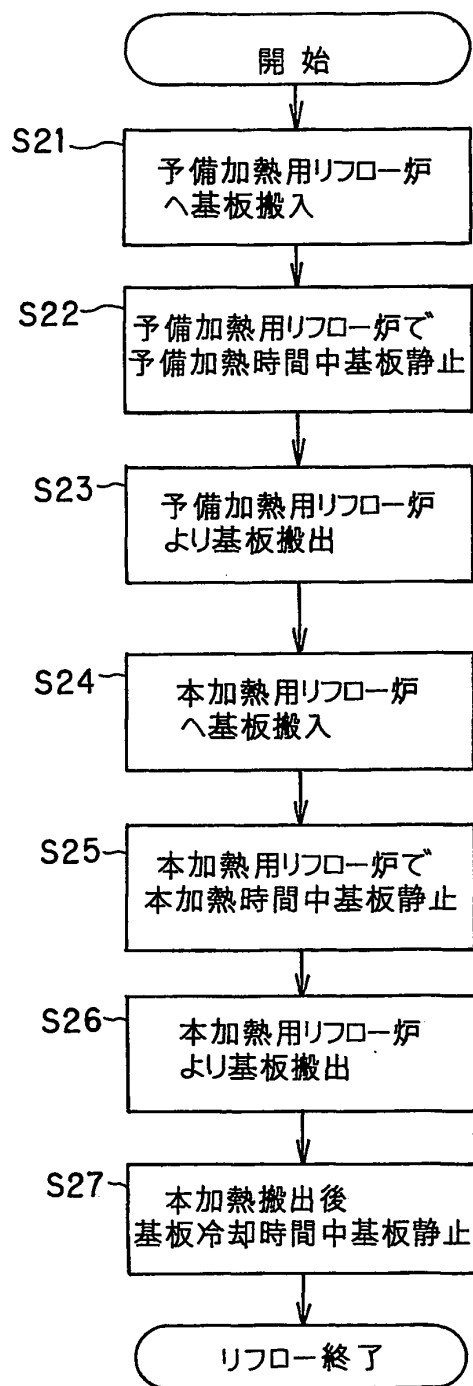 開始
S21
予備加熱用リフロー炉
へ基板搬入
S22
予備加熱用リフロー炉で
予備加熱時間中基板静止
S23
予備加熱用リフロー炉
より基板搬出
S24
本加熱用リフロー炉
へ基板搬入
S25
本加熱用リフロー炉で
本加熱時間中基板静止
S26
本加熱用リフロー炉
より基板搬出
S27
本加熱搬出後
基板冷却時間中基板静止
リフロー終了